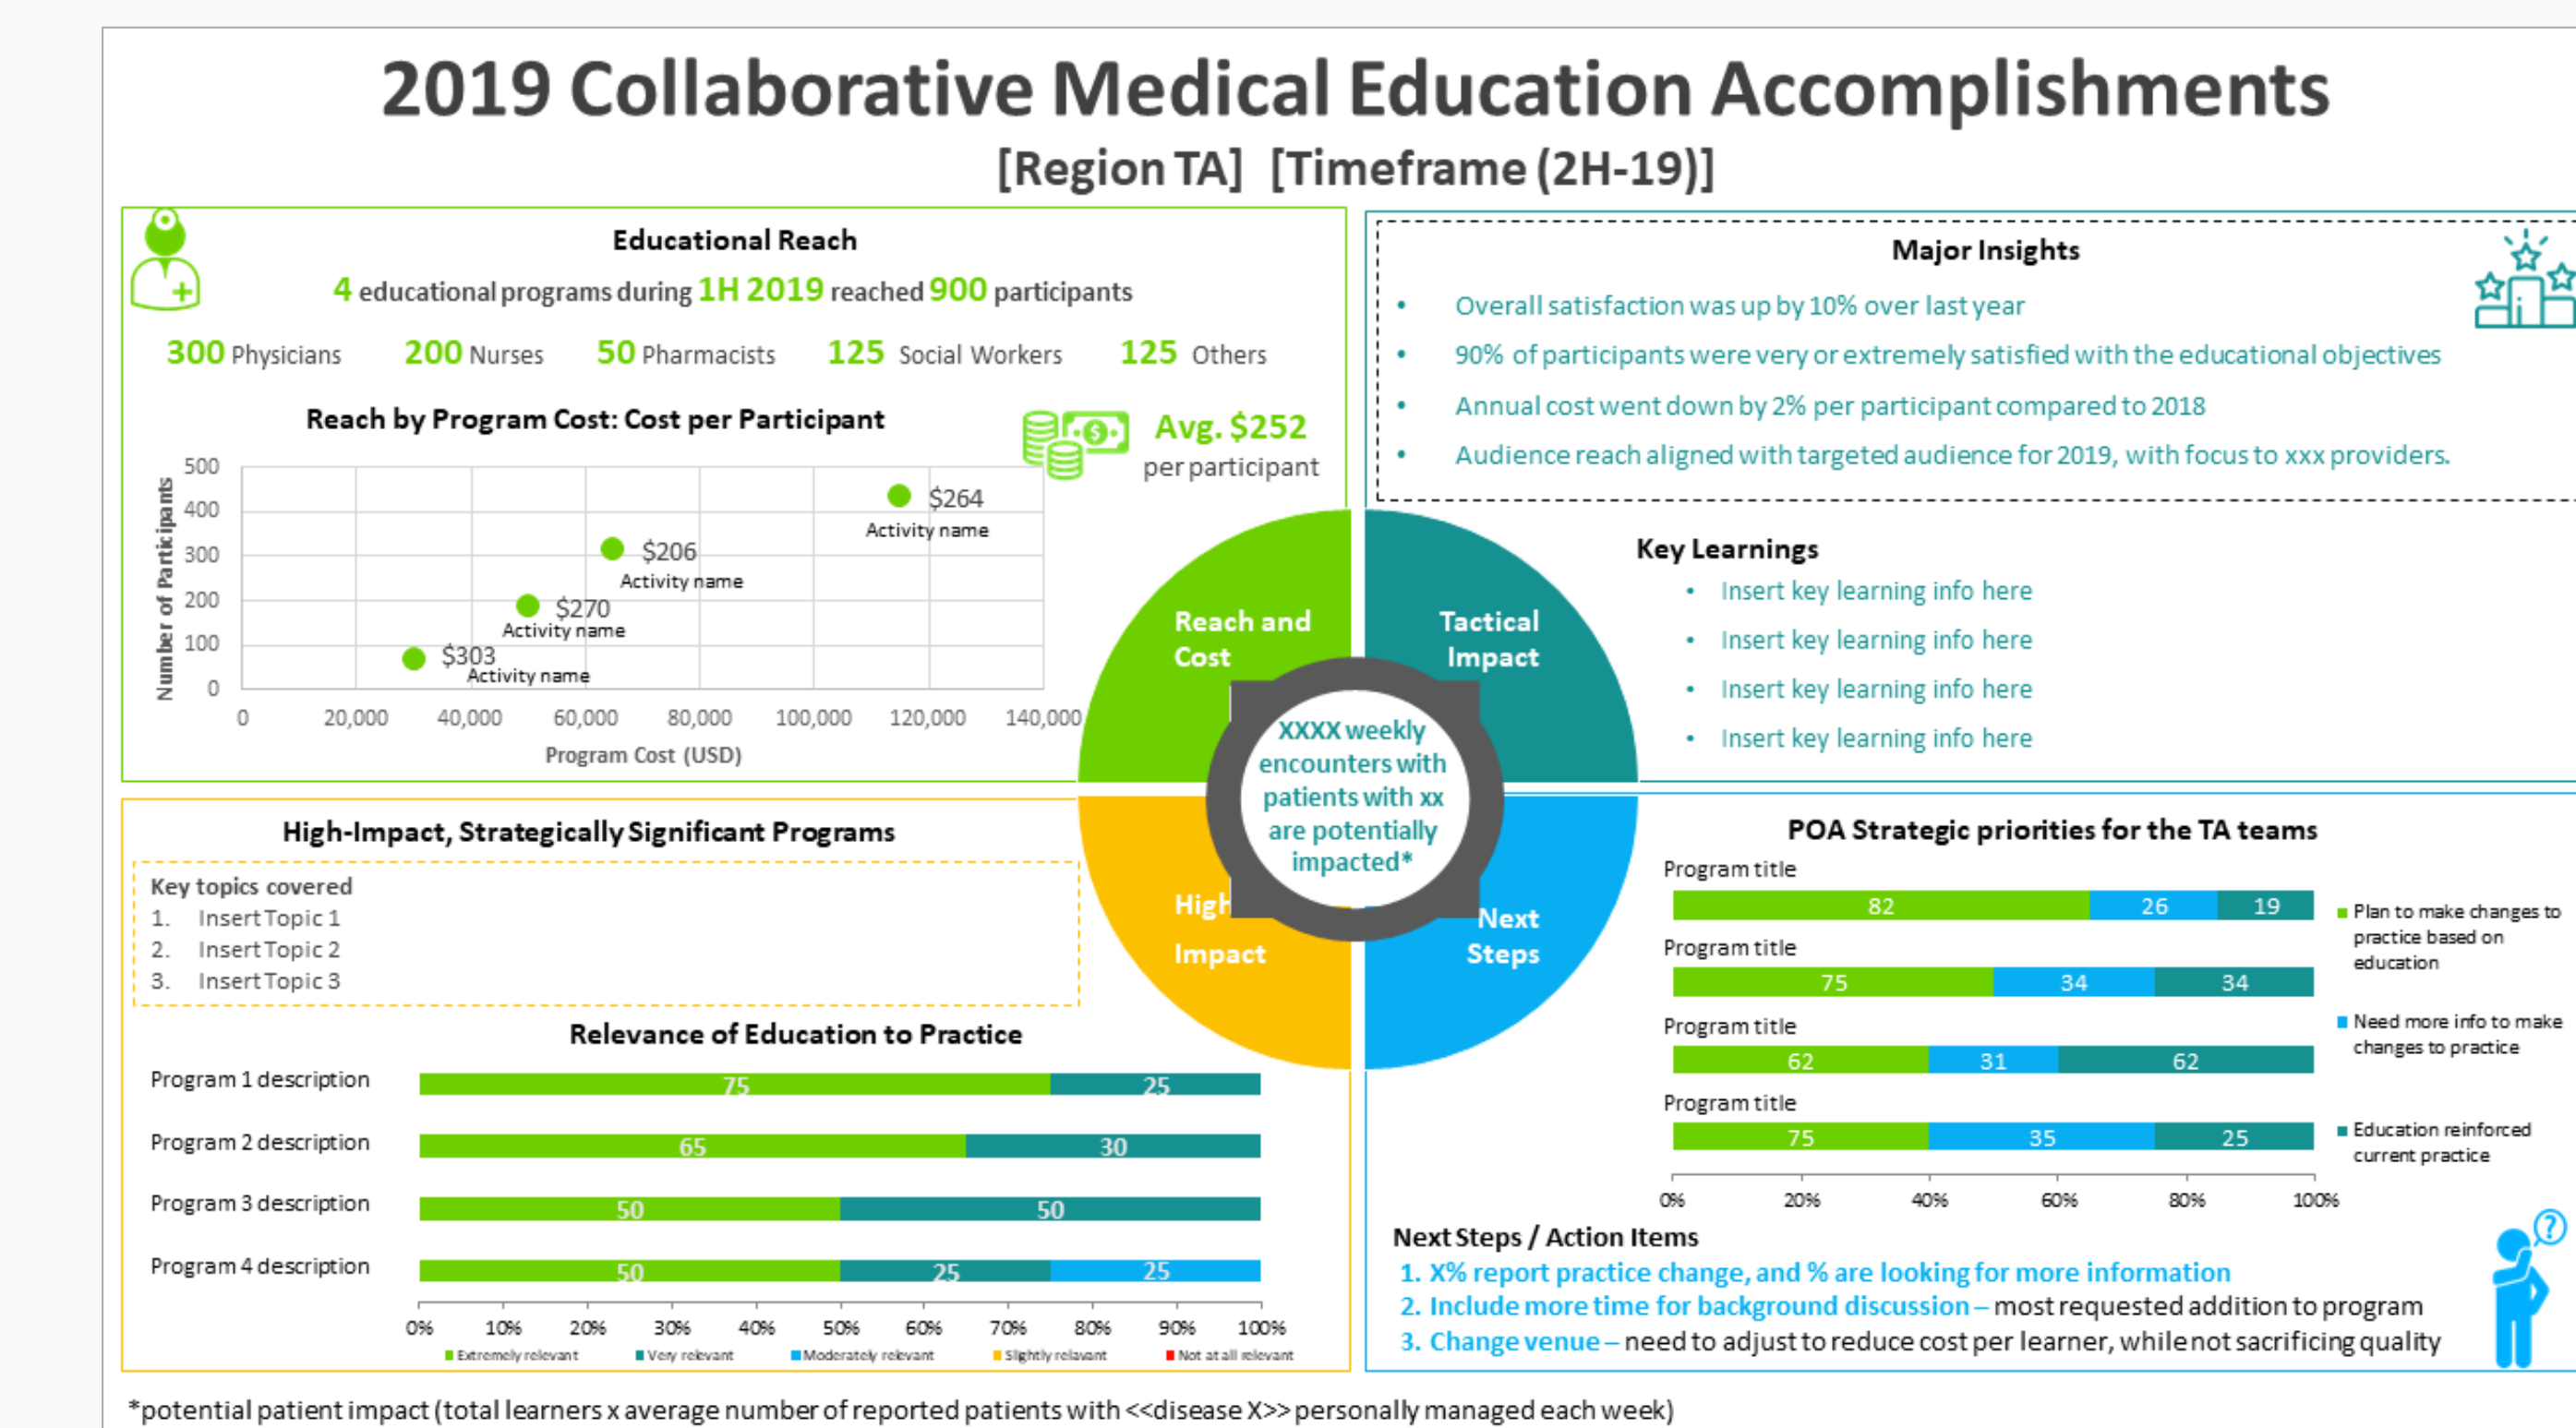 2019 Collaborative Medical Education Accomplishments
[Region TA] [Timeframe (2H-19)]
Educational Reach
4 educational programs during 1H 2019 reached 900 participants
300 Physicians 200 Nurses 50 Pharmacists 125 Social Workers 125 Others
Reach by Program Cost: Cost per Participant
Avg. $252
per participant
Number of Participants
500
400
300
200
100
0
$264
Activity name
$206
Activity name
$270
Activity name
$303
Activity name
0 20,000 40,000 60,000 80,000 100,000 120,000 140,000
Program Cost (USD)
Major Insights
• Overall satisfaction was up by 10% over last year
• 90% of participants were very or extremely satisfied with the educational objectives
• Annual cost went down by 2% per participant compared to 2018
• Audience reach aligned with targeted audience for 2019, with focus to xxx providers.
Key Learnings
• Insert key learning info here
• Insert key learning info here
• Insert key learning info here
• Insert key learning info here
Reach and
Cost
Tactical
Impact
XXXX weekly
encounters with
patients with xx
are potentially
impacted*
High
Impact
Next
Steps
High-Impact, Strategically Significant Programs
Key topics covered
1. Insert Topic 1
2. Insert Topic 2
3. Insert Topic 3
Relevance of Education to Practice
Program 1 description 75 25
Program 2 description 65 30
Program 3 description 50 50
Program 4 description 50 25 25
0% 10% 20% 30% 40% 50% 60% 70% 80% 90% 100%
Extremely relevant Very relevant Moderately relevant Slightly relavant Not at all relevant
POA Strategic priorities for the TA teams
Program title
82 26 19
Program title
75 34 34
Program title
62 31 62
Program title
75 35 25
0% 20% 40% 60% 80% 100%
Plan to make changes to
practice based on
education
Need more info to make
changes to practice
Education reinforced
current practice
Next Steps / Action Items
1. X% report practice change, and % are looking for more information
2. Include more time for background discussion – most requested addition to program
3. Change venue – need to adjust to reduce cost per learner, while not sacrificing quality
?
*potential patient impact (total learners x average number of reported patients with <<disease X>> personally managed each week)